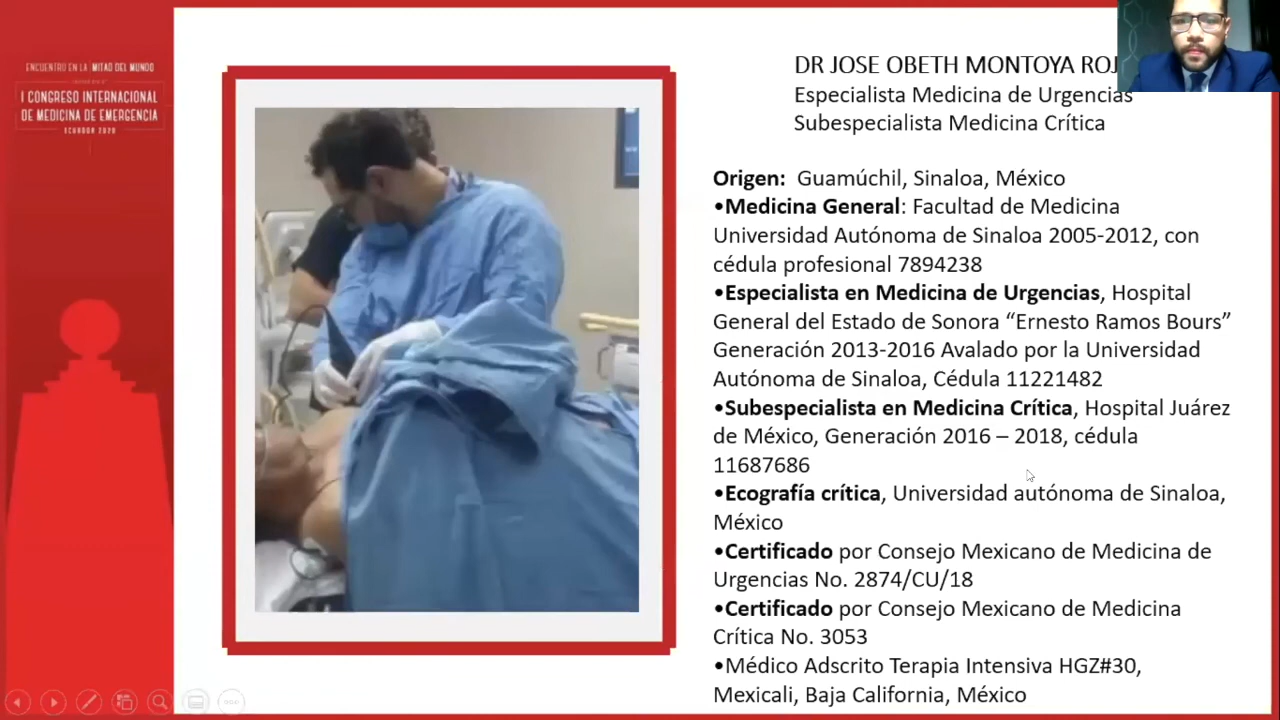 ENCUENTRO EN LA MITAD DEL MUNDO
I CONGRESO INTERNACIONAL
DE MEDICINA DE EMERGENCIA
ECUADOR 2020
DR JOSE OBETH MONTOYA ROJ
Especialista Medicina de Urgencias
Subespecialista Medicina Crítica
Origen: Guamúchil, Sinaloa, México
•Medicina General: Facultad de Medicina
Universidad Autónoma de Sinaloa 2005-2012, con
cédula profesional 7894238
•Especialista en Medicina de Urgencias, Hospital
General del Estado de Sonora “Ernesto Ramos Bours”
Generación 2013-2016 Avalado por la Universidad
Autónoma de Sinaloa, Cédula 11221482
•Subespecialista en Medicina Crítica, Hospital Juárez
de México, Generación 2016 – 2018, cédula
11687686
•Ecografía crítica, Universidad autónoma de Sinaloa,
México
•Certificado por Consejo Mexicano de Medicina de
Urgencias No. 2874/CU/18
•Certificado por Consejo Mexicano de Medicina
Crítica No. 3053
•Médico Adscrito Terapia Intensiva HGZ#30,
Mexicali, Baja California, México